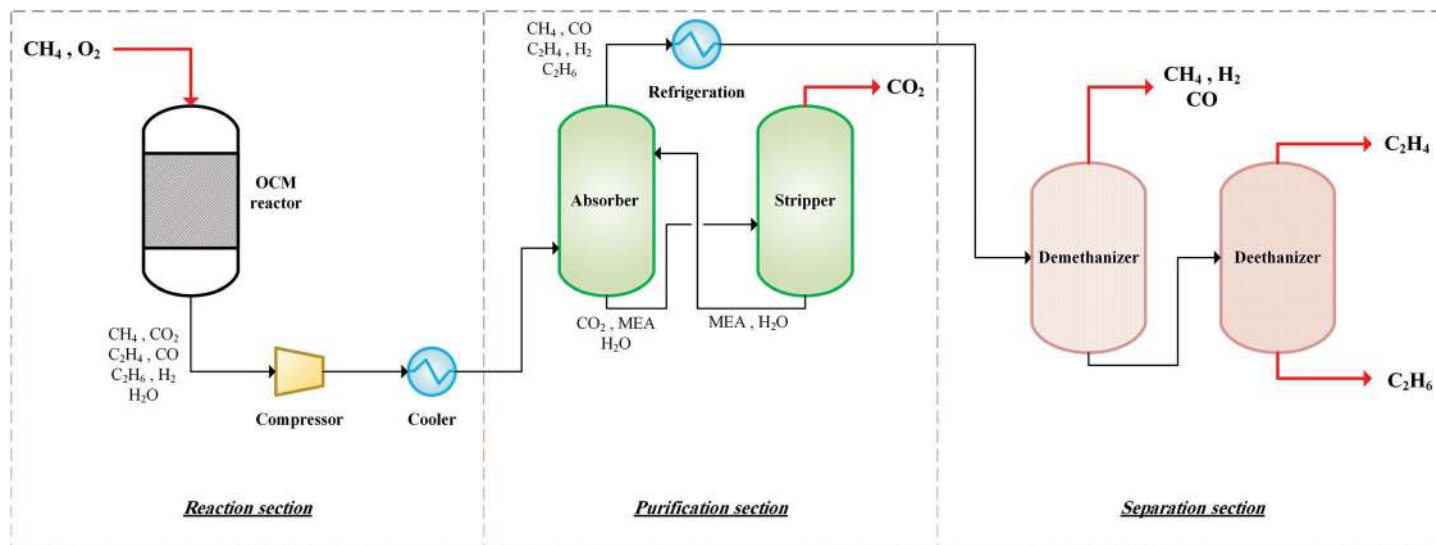 CH₄ , O₂
OCM
reactor
CH₄ , CO₂
C₂H₄ , CO
C₂H₆ , H₂
H₂O
Compressor
Cooler
Reaction section
CH₄ , CO
C₂H₄ , H₂
C₂H₆
Refrigeration
CO₂
Absorber
Stripper
CO₂ , MEA
H₂O
MEA , H₂O
Purification section
CH₄ , H₂
CO
C₂H₄
Demethanizer
Deethanizer
C₂H₆
Separation section